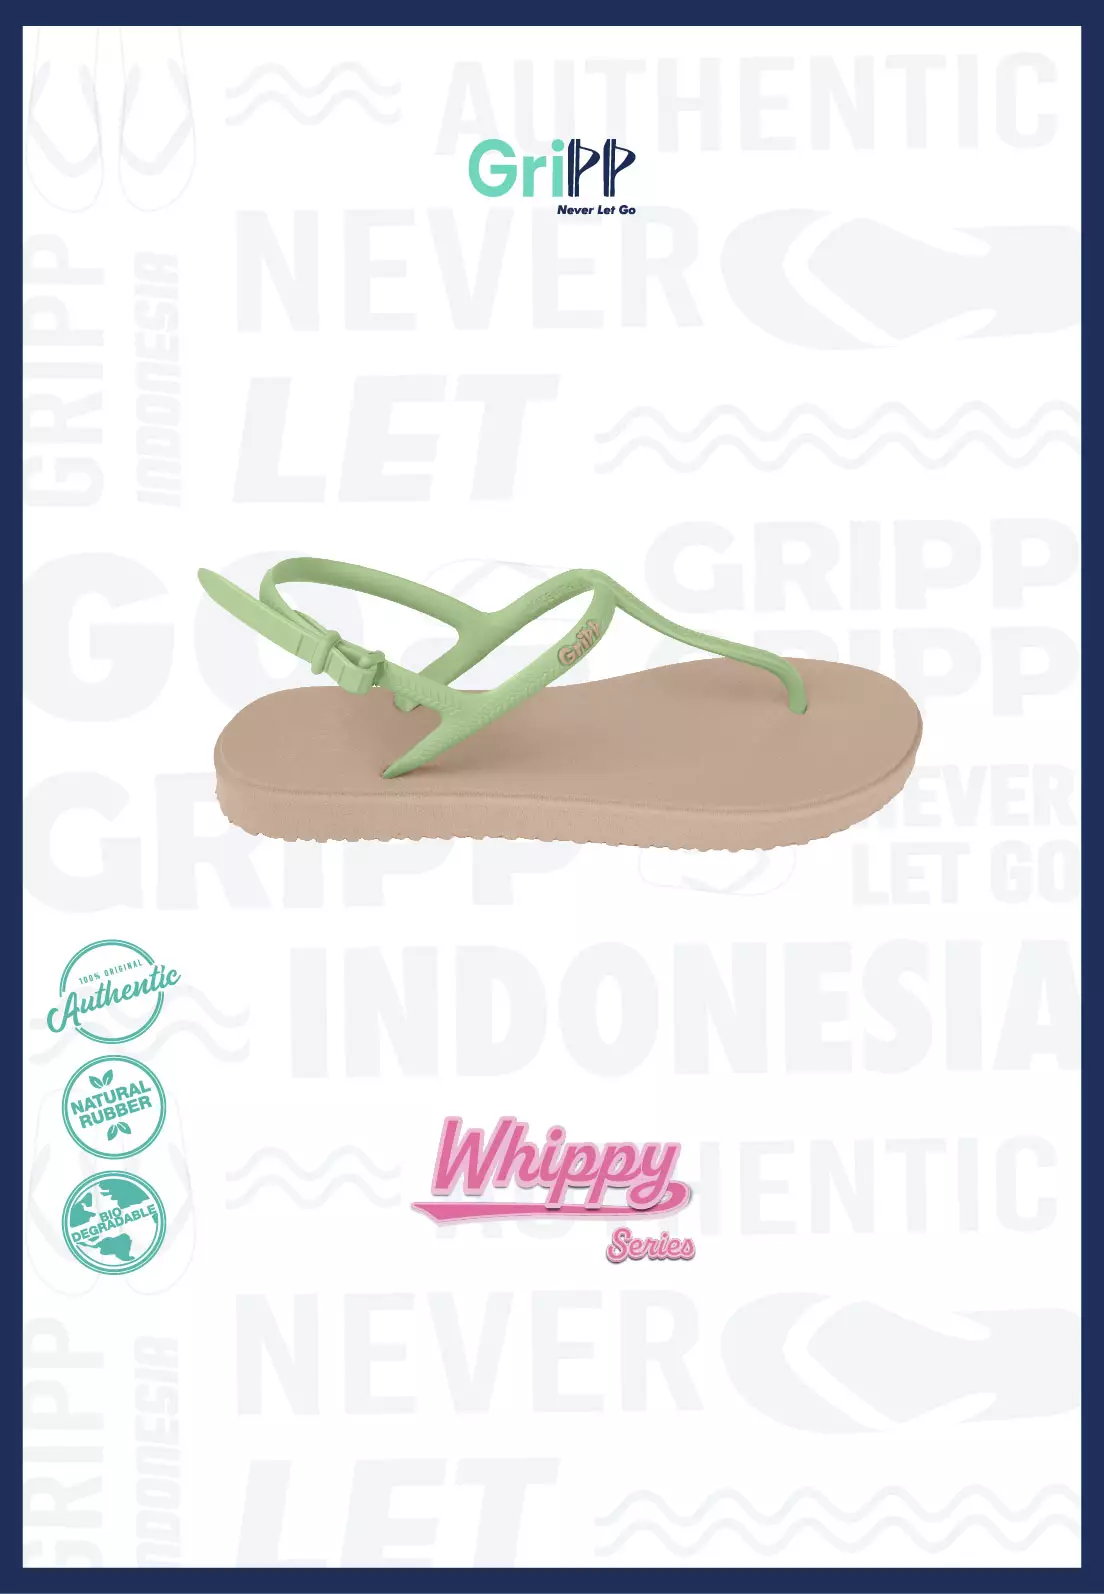 AUTHENTIC
GriPP
Never Let Go
NEVER
GRIPP
INDONESIA
LET
GRIPP
GO
GriPP
GRIPP
NEVER
LET GO
GRIPP
100% ORIGINAL
Authentic
INDONESIA
NATURAL
RUBBER
Whippy
AUTHENTIC
BIO
DEGRADABLE
Series
NEVER
GRIPP
INDONESIA
LET